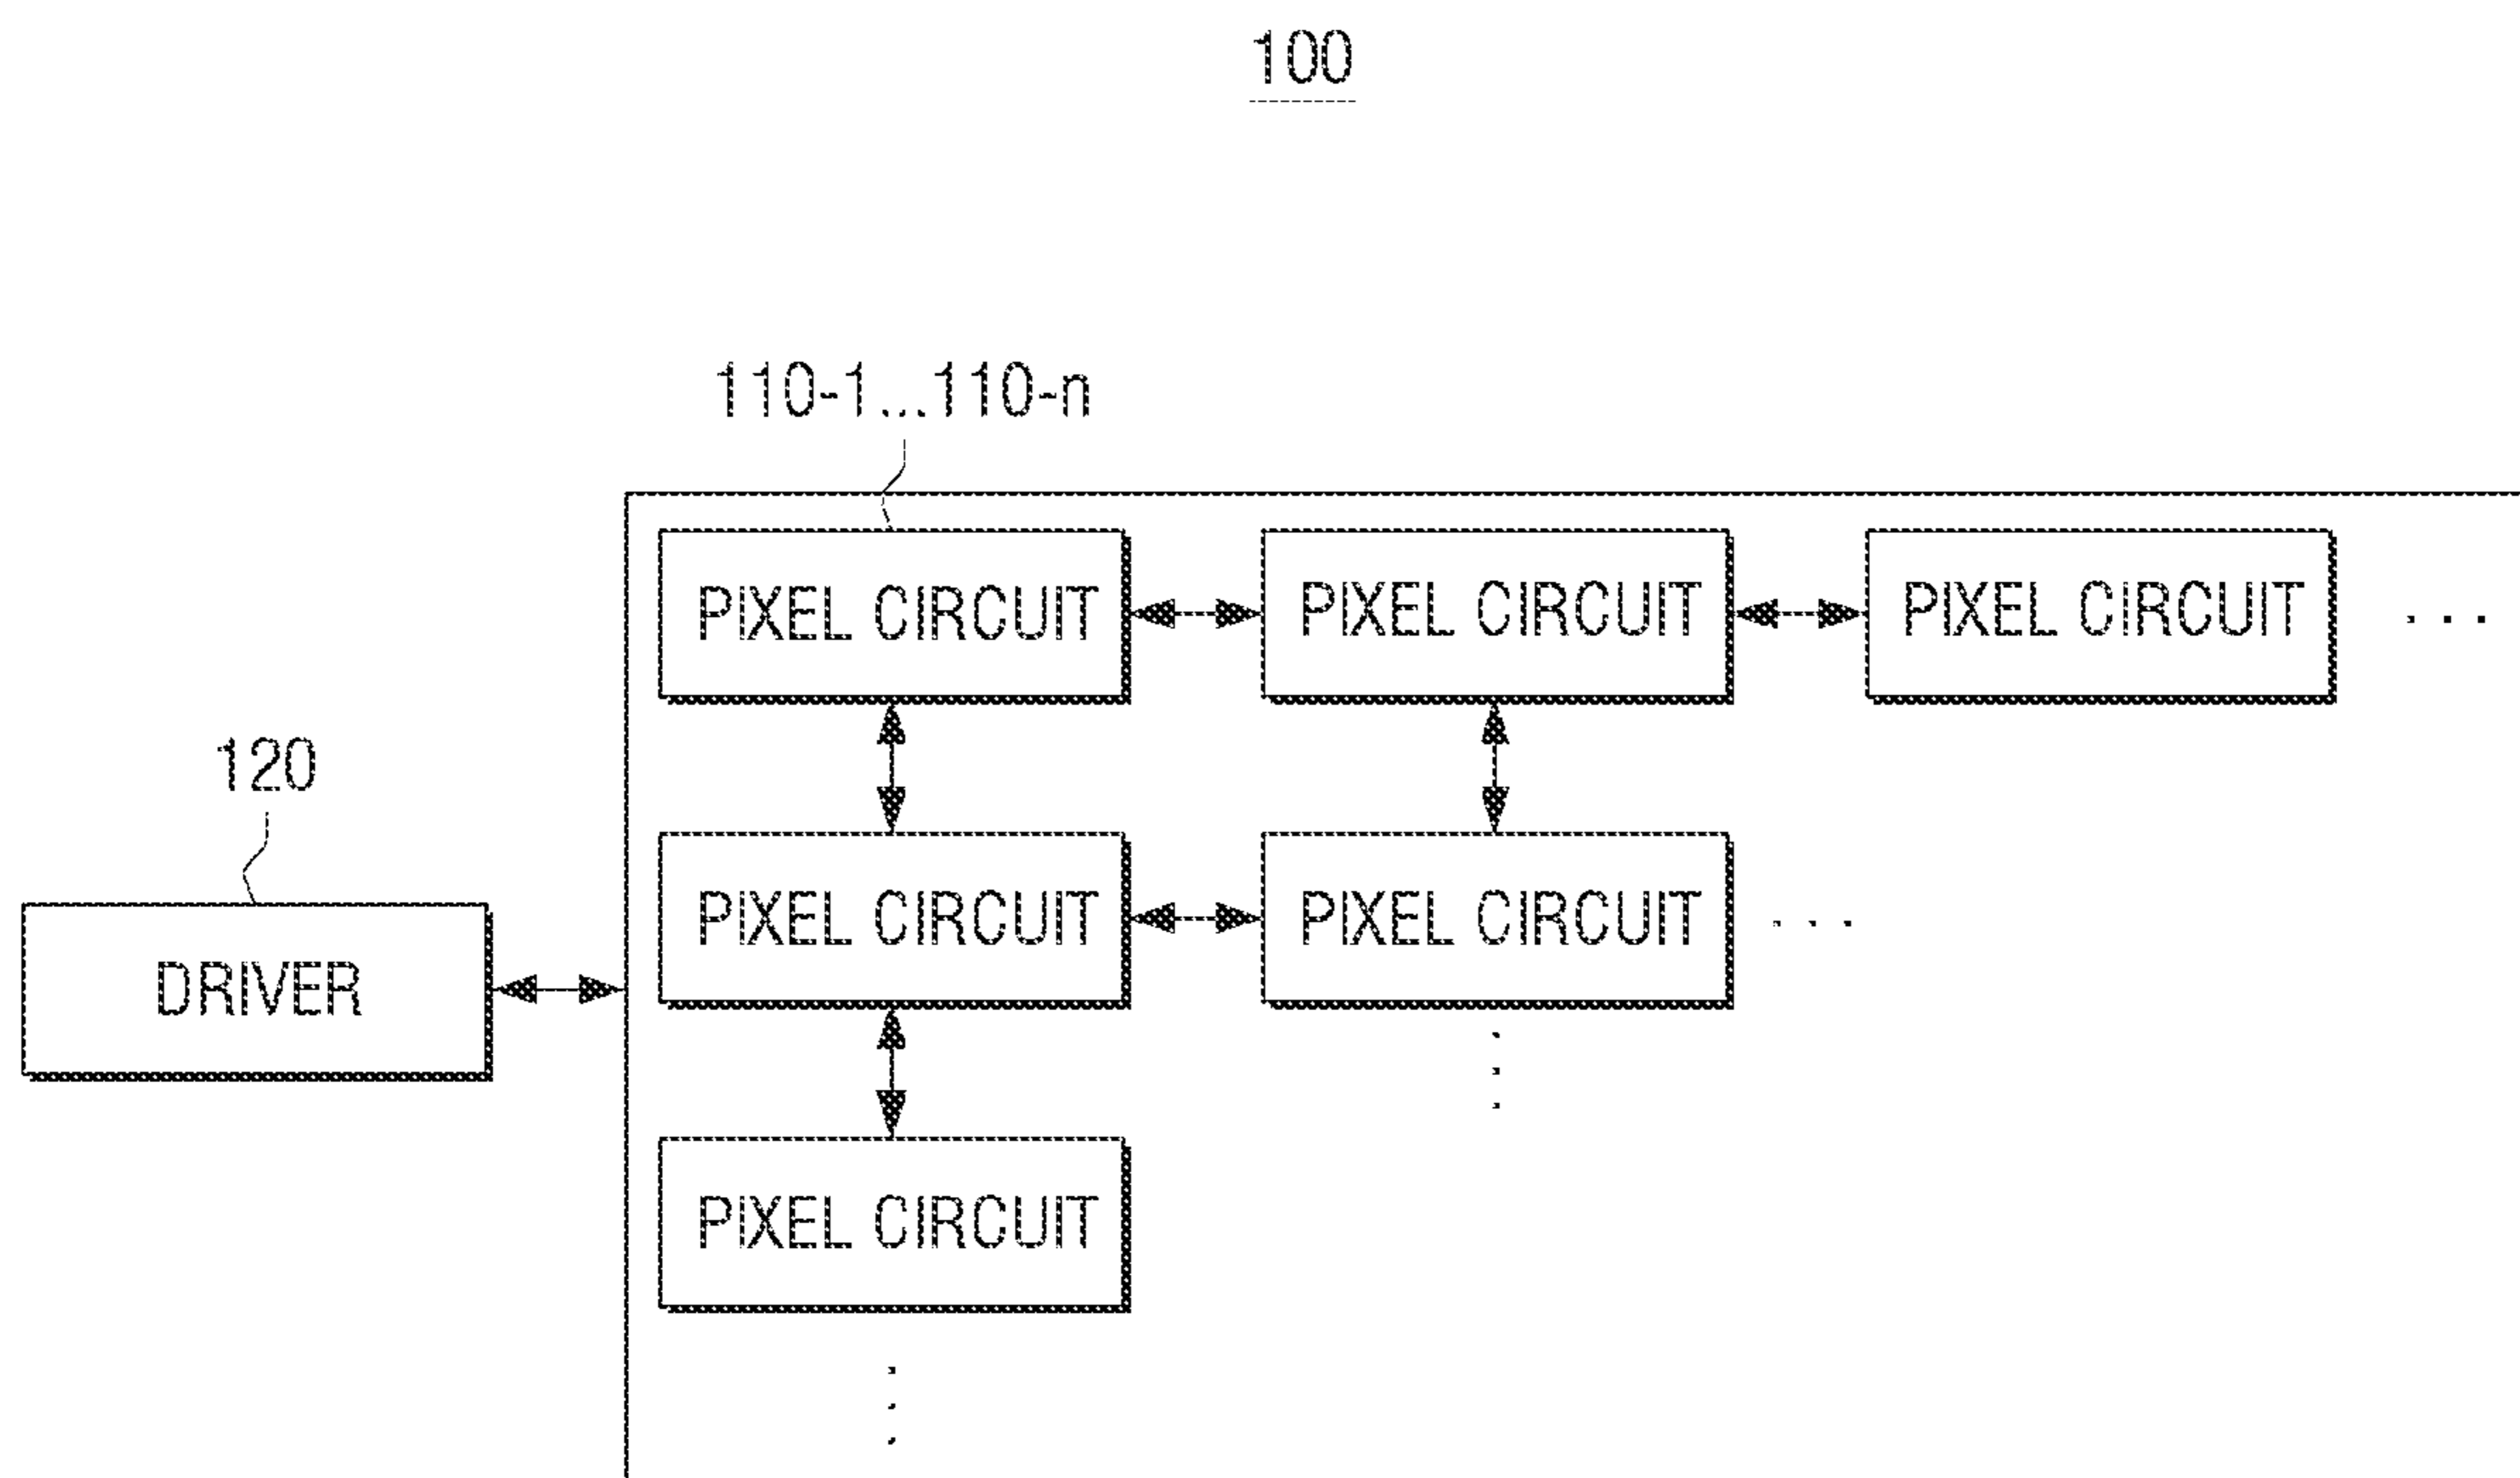 100
110-1...110-n
PIXEL CIRCUIT PIXEL CIRCUIT PIXEL CIRCUIT ...
120
PIXEL CIRCUIT PIXEL CIRCUIT ...
DRIVER
PIXEL CIRCUIT